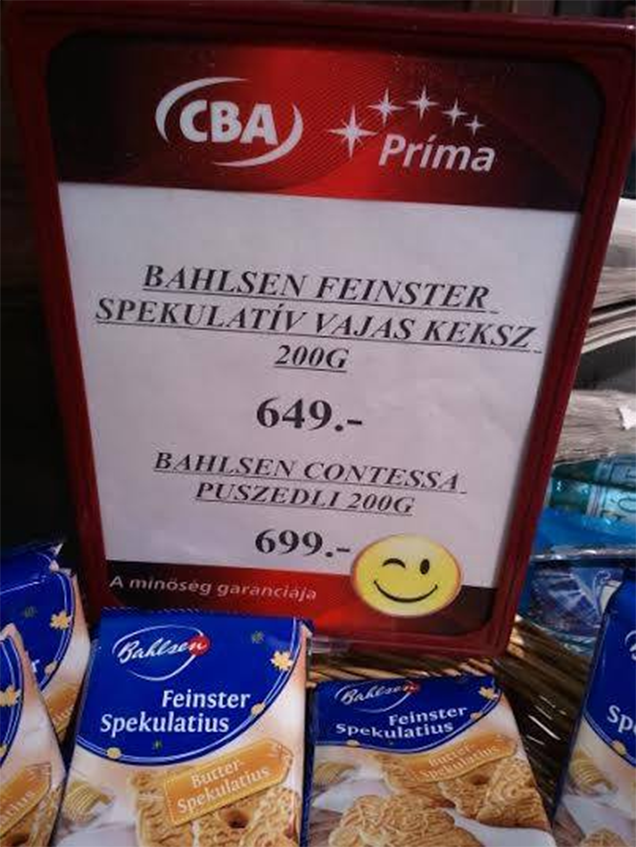 CBA
Príma
BAHLSEN FEINSTER
SPEKULATÍV VAJAS KEKSZ
200G
649.-
BAHLSEN CONTESSA
PUSZEDLI 200G
699.-
A minőség garanciája
Bahlsen
Feinster
Spekulatius
Butter-
Spekulatius
Bahlsen
Feinster
Spekulatius
Butter-
Spekulatius
Sp